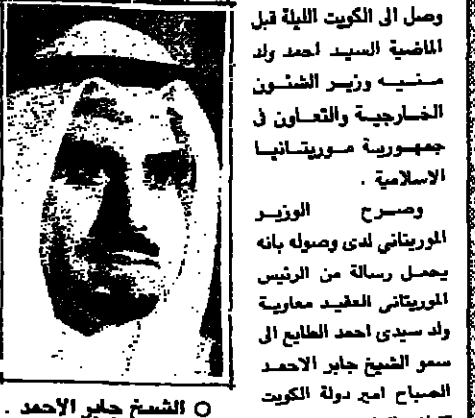 وصل الى الكويت الليلة قبل
الماضية السيد احمد ولد
منيه وزير الشئون
الخارجية والتعاون في
جمهورية موريتانيا
الاسلامية .
وصرح الوزير
الموريتاني لدى وصوله بانه
يحمل رسالة من الرئيس
الموريتاني العقيد معاوية
ولد سيدى احمد الطايع الى
سمو الشيخ جابر الاحمد
الصباح امير دولة الكويت
○ الشيخ جابر الاحمد .